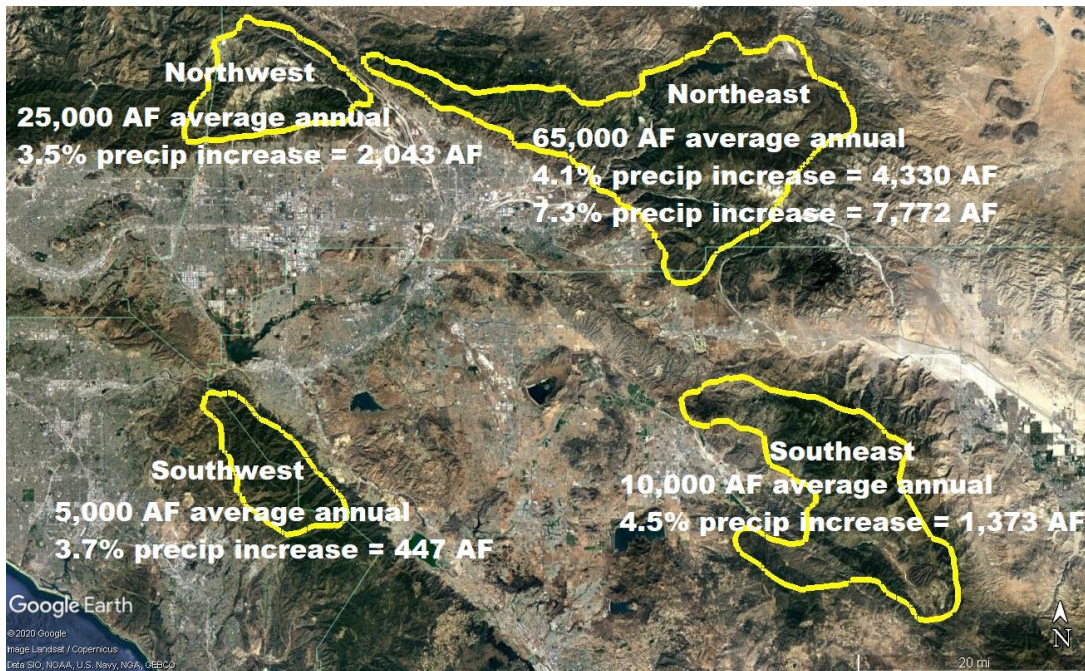 Northwest
25,000 AF average annual
3.5% precip increase = 2,043 AF
Northeast
65,000 AF average annual
4.1% precip increase = 4,330 AF
7.3% precip increase = 7,772 AF
Southwest
5,000 AF average annual
3.7% precip increase = 447 AF
Southeast
10,000 AF average annual
4.5% precip increase = 1,373 AF
Google Earth
©2020 Google
Image Landsat / Copernicus
Data SIO, NOAA, U.S. Navy, NGA, GEBCO
20 mi
N